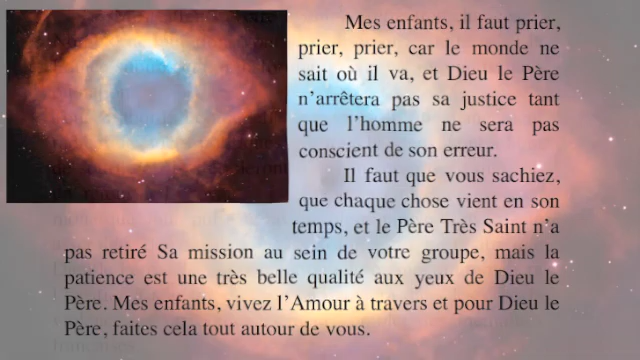 Mes enfants, il faut prier,
prier, prier, car le monde ne
sait où il va, et Dieu le Père
n'arrêtera pas sa justice tant
que l'homme ne sera pas
conscient de son erreur.
Il faut que vous sachiez,
que chaque chose vient en son
temps, et le Père Très Saint n'a
pas retiré Sa mission au sein de votre groupe, mais la
patience est une très belle qualité aux yeux de Dieu le
Père. Mes enfants, vivez l'Amour à travers et pour Dieu le
Père, faites cela tout autour de vous.